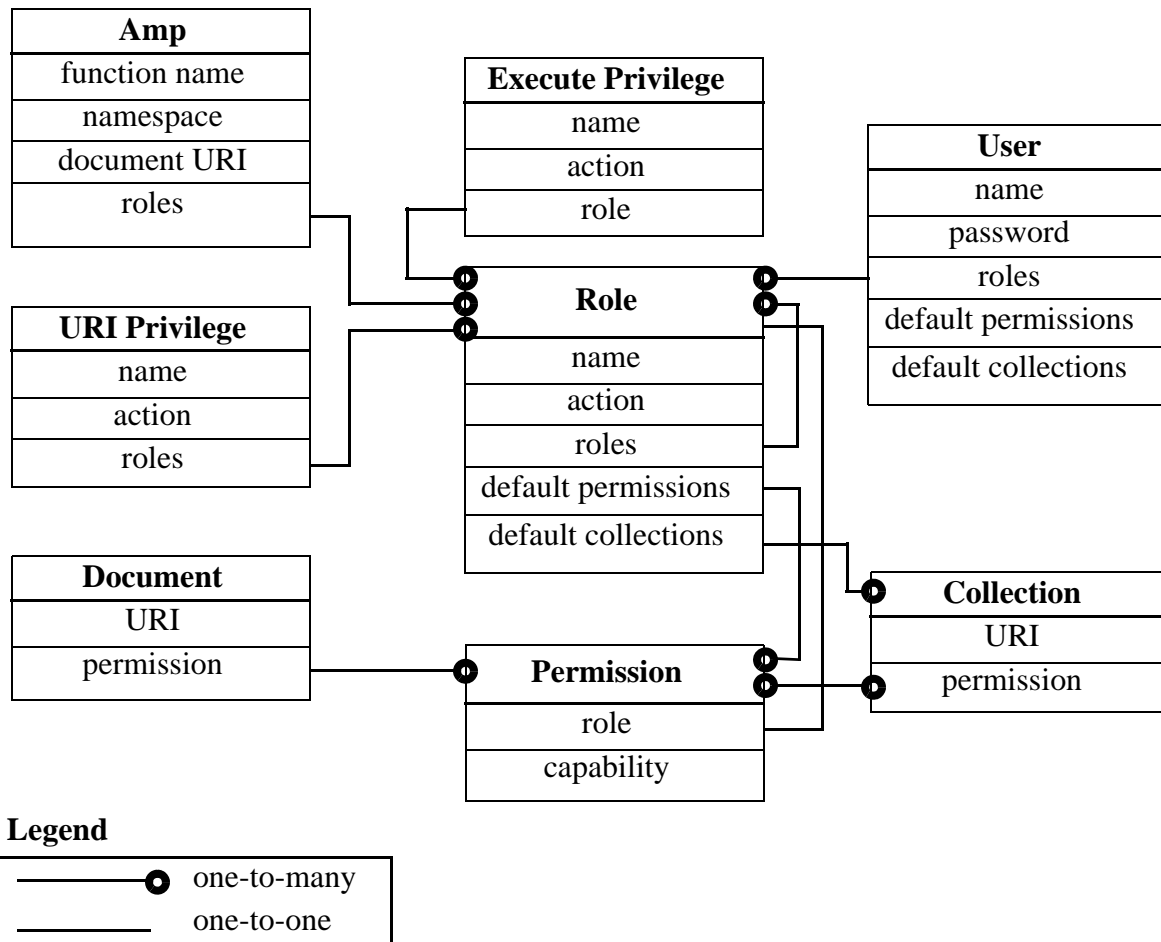 Amp
function name
namespace
document URI
roles
Execute Privilege
name
action
role
User
name
password
roles
default permissions
default collections
URI Privilege
name
action
roles
Role
name
action
roles
default permissions
default collections
Document
URI
permission
Permission
role
capability
Collection
URI
permission
Legend
one-to-many
one-to-one